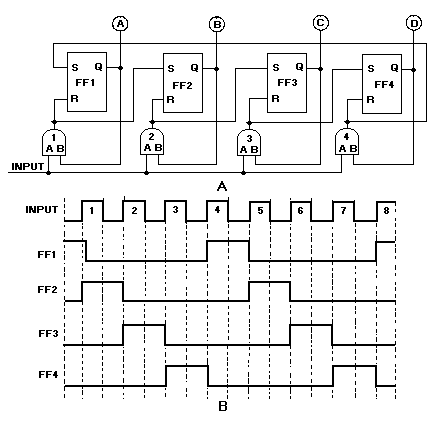 A B C D
S Q S Q S Q S Q
FF1 FF2 FF3 FF4
R R R R
1 2 3 4
A B A B A B A B
INPUT
A
INPUT 1 2 3 4 5 6 7 8
FF1
FF2
FF3
FF4
B